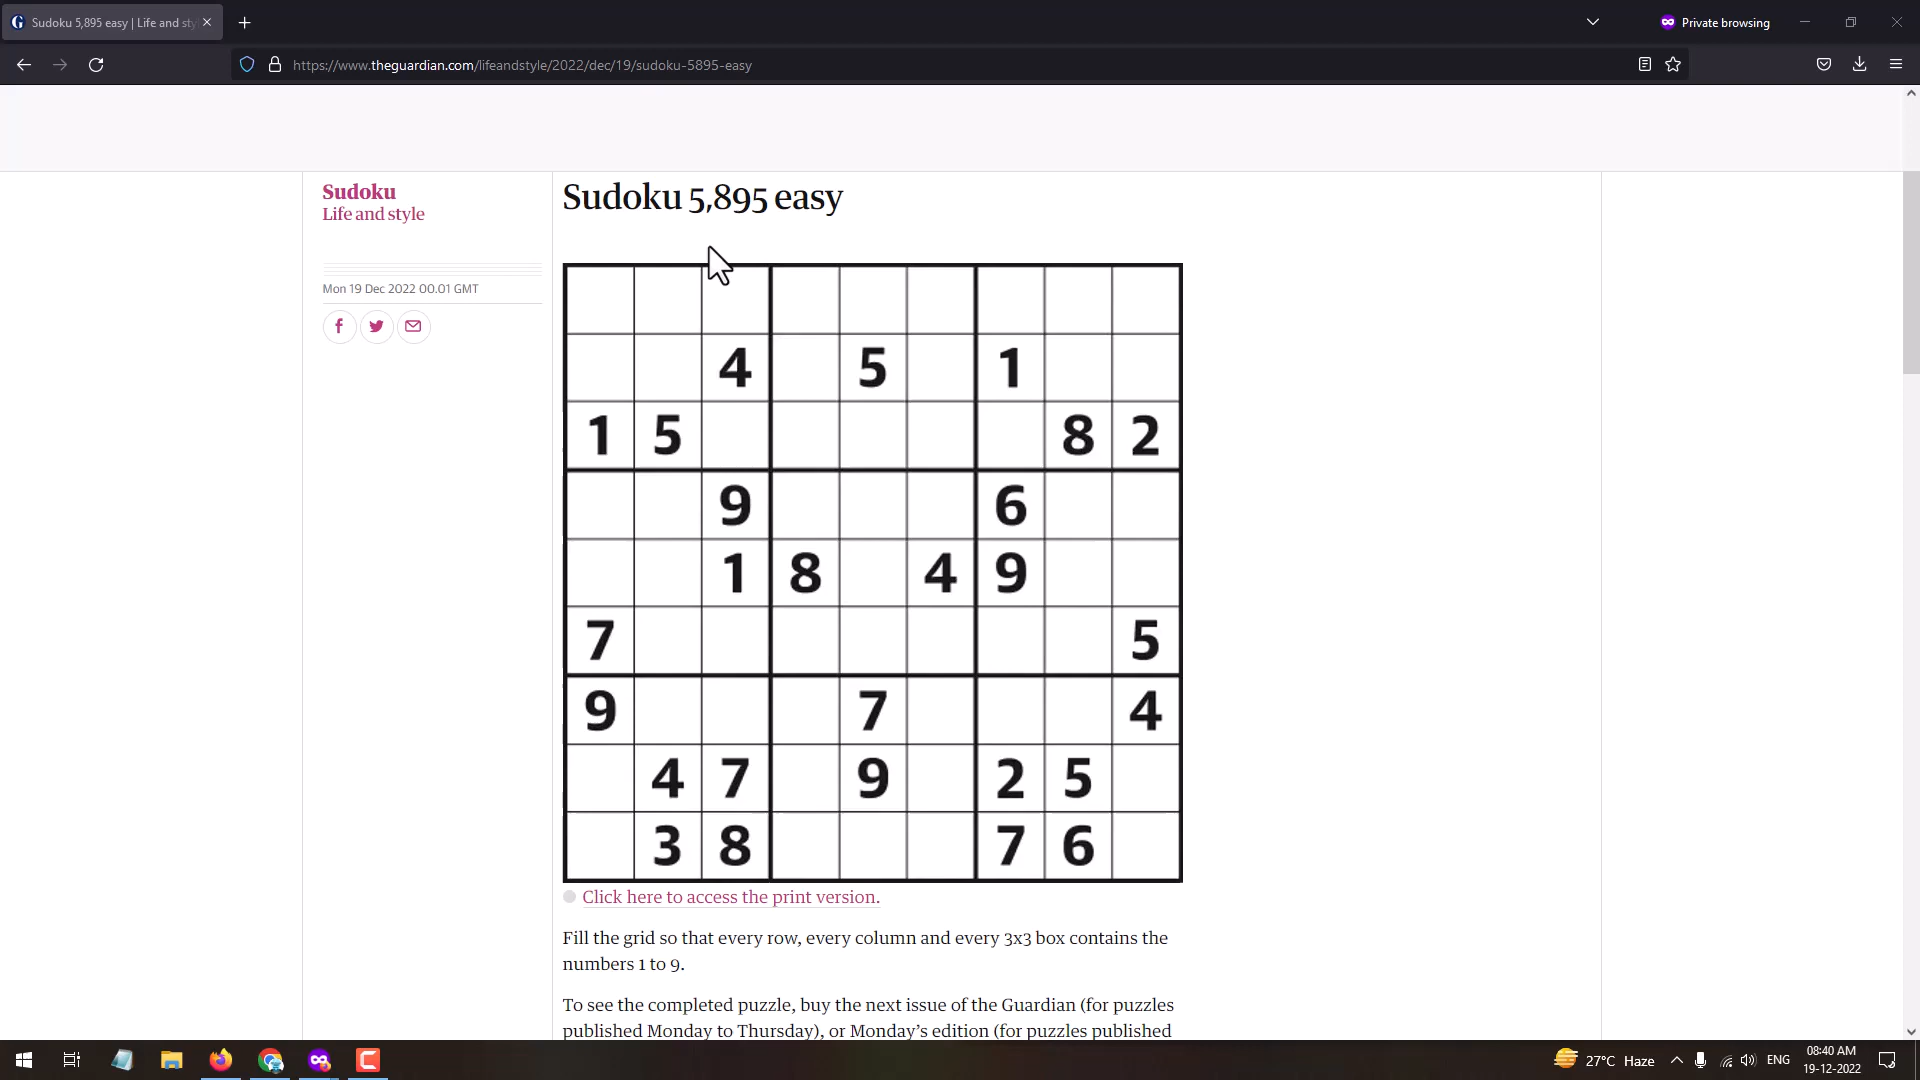 Sudoku 5,895 easy | Life and sty
Private browsing
https://www.theguardian.com/lifeandstyle/2022/dec/19/sudoku-5895-easy
Sudoku
Life and style
Mon 19 Dec 2022 00.01 GMT
Sudoku 5,895 easy
4 5 1
1 5 8 2
9 6
1 8 4 9
7 5
9 7 4
4 7 9 2 5
3 8 7 6
Click here to access the print version.
Fill the grid so that every row, every column and every 3x3 box contains the
numbers 1 to 9.
To see the completed puzzle, buy the next issue of the Guardian (for puzzles
published Monday to Thursday), or Monday’s edition (for puzzles published
27°C Haze
ENG
08:40 AM
19-12-2022